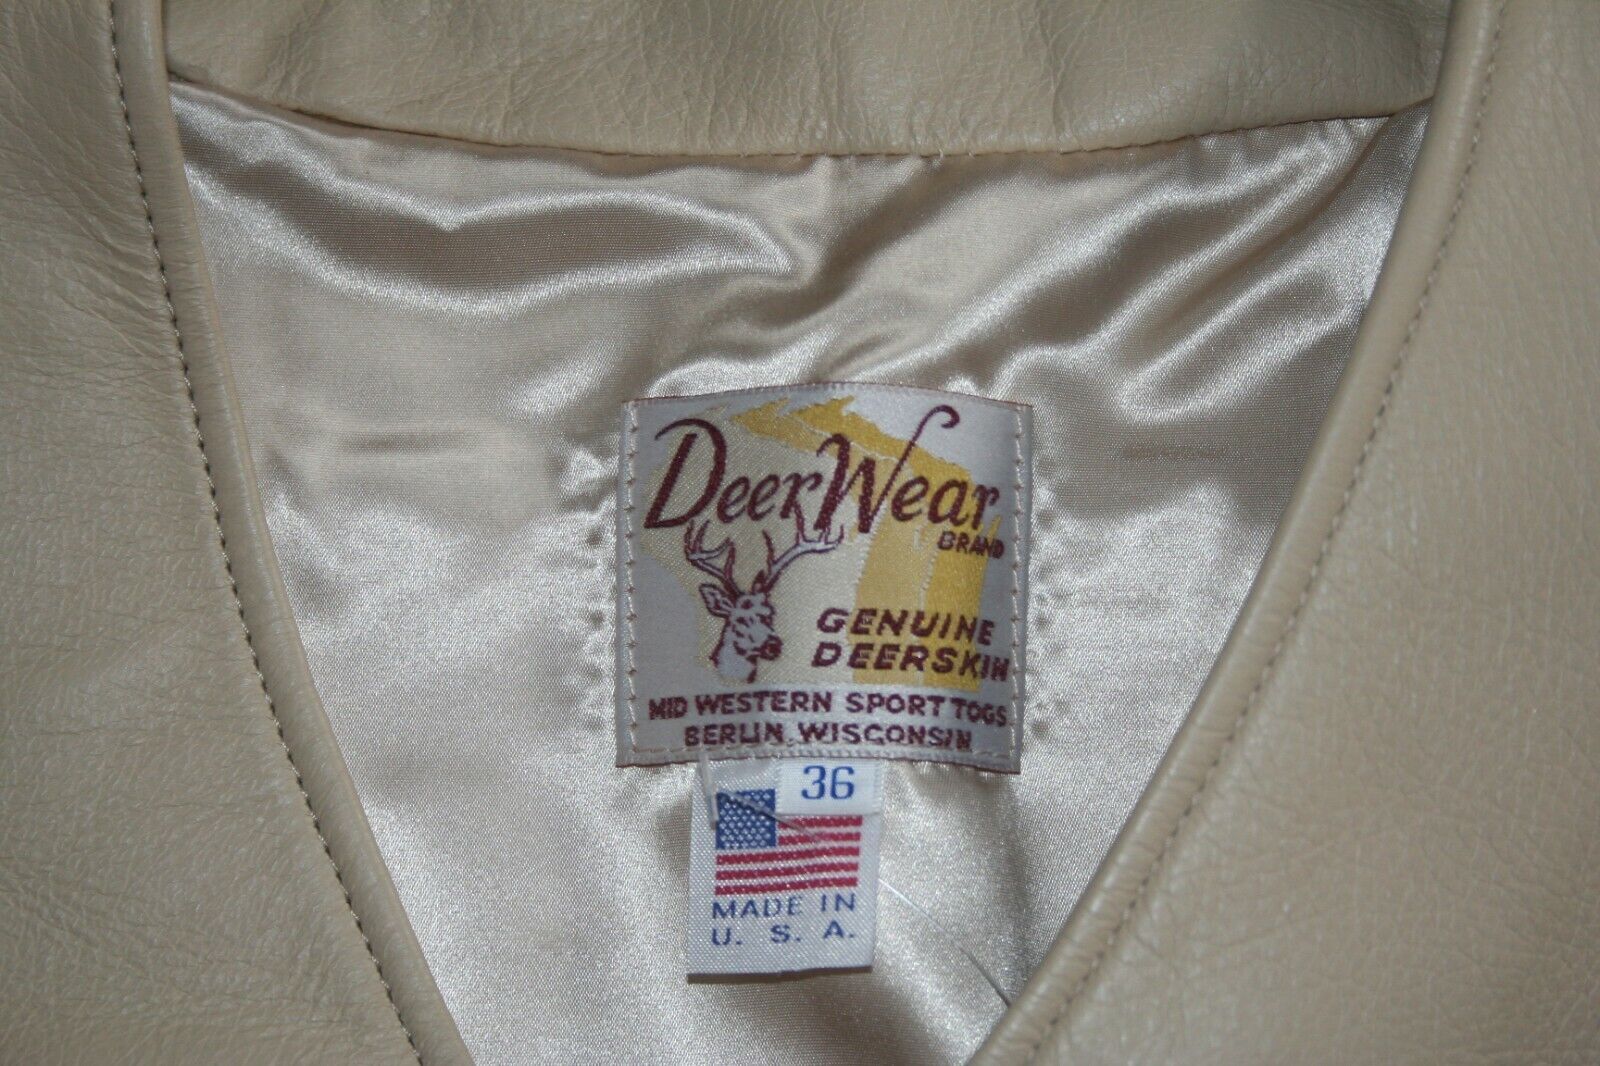 DeerWear
BRAND
GENUINE
DEERSKIN
MID WESTERN SPORT TOGS
BERLIN, WISCONSIN
36
MADE IN
U. S. A.